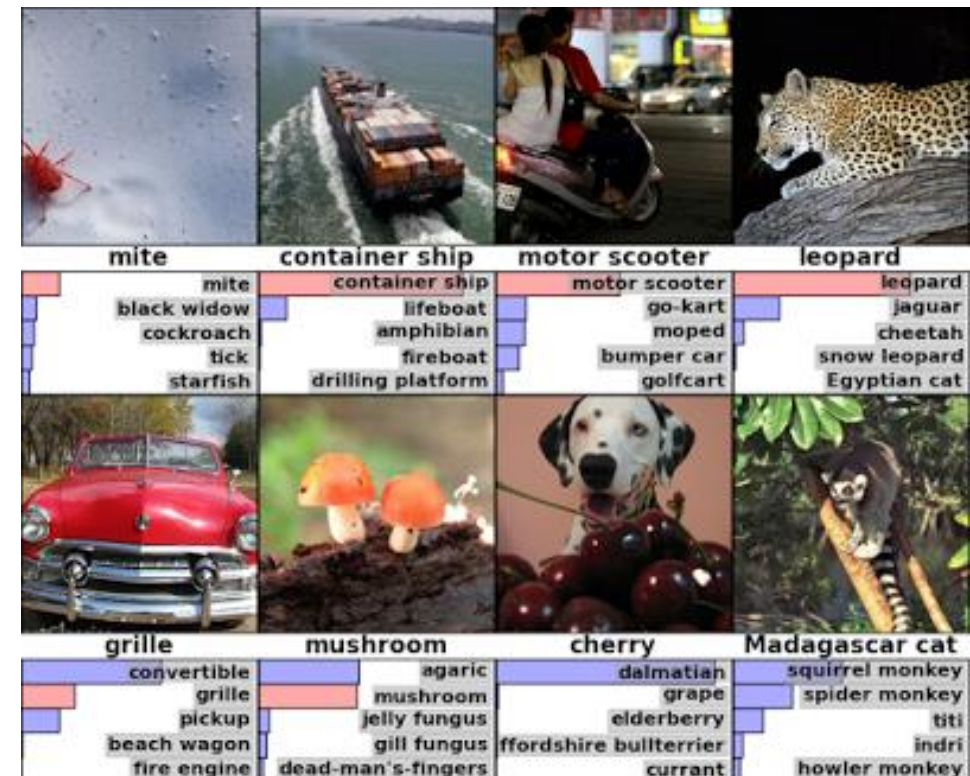 mite
container ship
motor scooter
leopard
mite
black widow
cockroach
tick
starfish
container ship
lifeboat
amphibian
fireboat
drilling platform
motor scooter
go-kart
moped
bumper car
golfcart
leopard
jaguar
cheetah
snow leopard
Egyptian cat
grille
mushroom
cherry
Madagascar cat
convertible
grille
pickup
beach wagon
fire engine
agaric
mushroom
jelly fungus
gill fungus
dead-man's-fingers
dalmatian
grape
elderberry
ffordshire bullterrier
currant
squirrel monkey
spider monkey
titi
indri
howler monkey